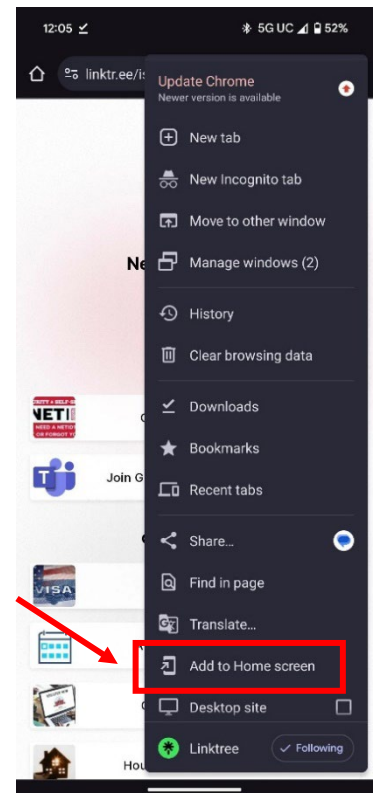 12:05
5G UC 52%
linktr.ee/i
Update Chrome
Newer version is available
New tab
New Incognito tab
Move to other window
Ne
Manage windows (2)
History
Clear browsing data
NETI
Downloads
Bookmarks
Join G
Recent tabs
Share...
Find in page
VISA
Translate...
Add to Home screen
Desktop site
Hou
Linktree
Following